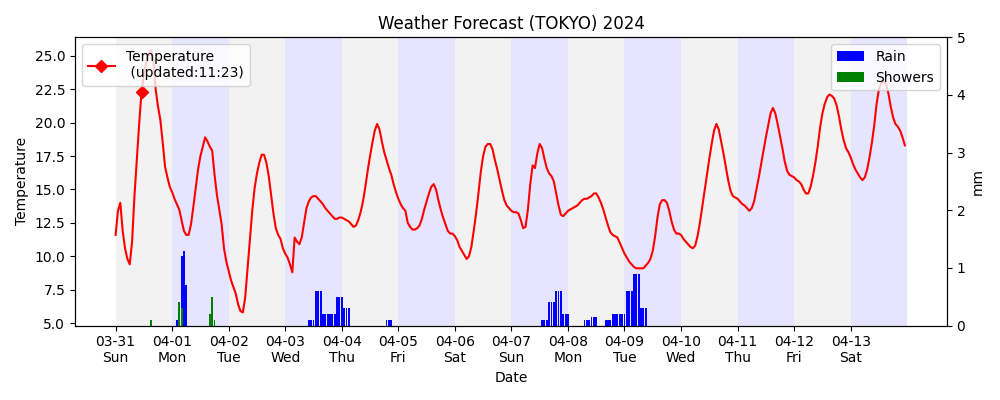 Weather Forecast (TOKYO) 2024
Temperature
(updated:11:23)
Rain
Showers
Temperature
25.0
22.5
20.0
17.5
15.0
12.5
10.0
7.5
5.0
5
4
3
2
1
0
mm
03-31 04-01 04-02 04-03 04-04 04-05 04-06 04-07 04-08 04-09 04-10 04-11 04-12 04-13
Sun Mon Tue Wed Thu Fri Sat Sun Mon Tue Wed Thu Fri Sat
Date